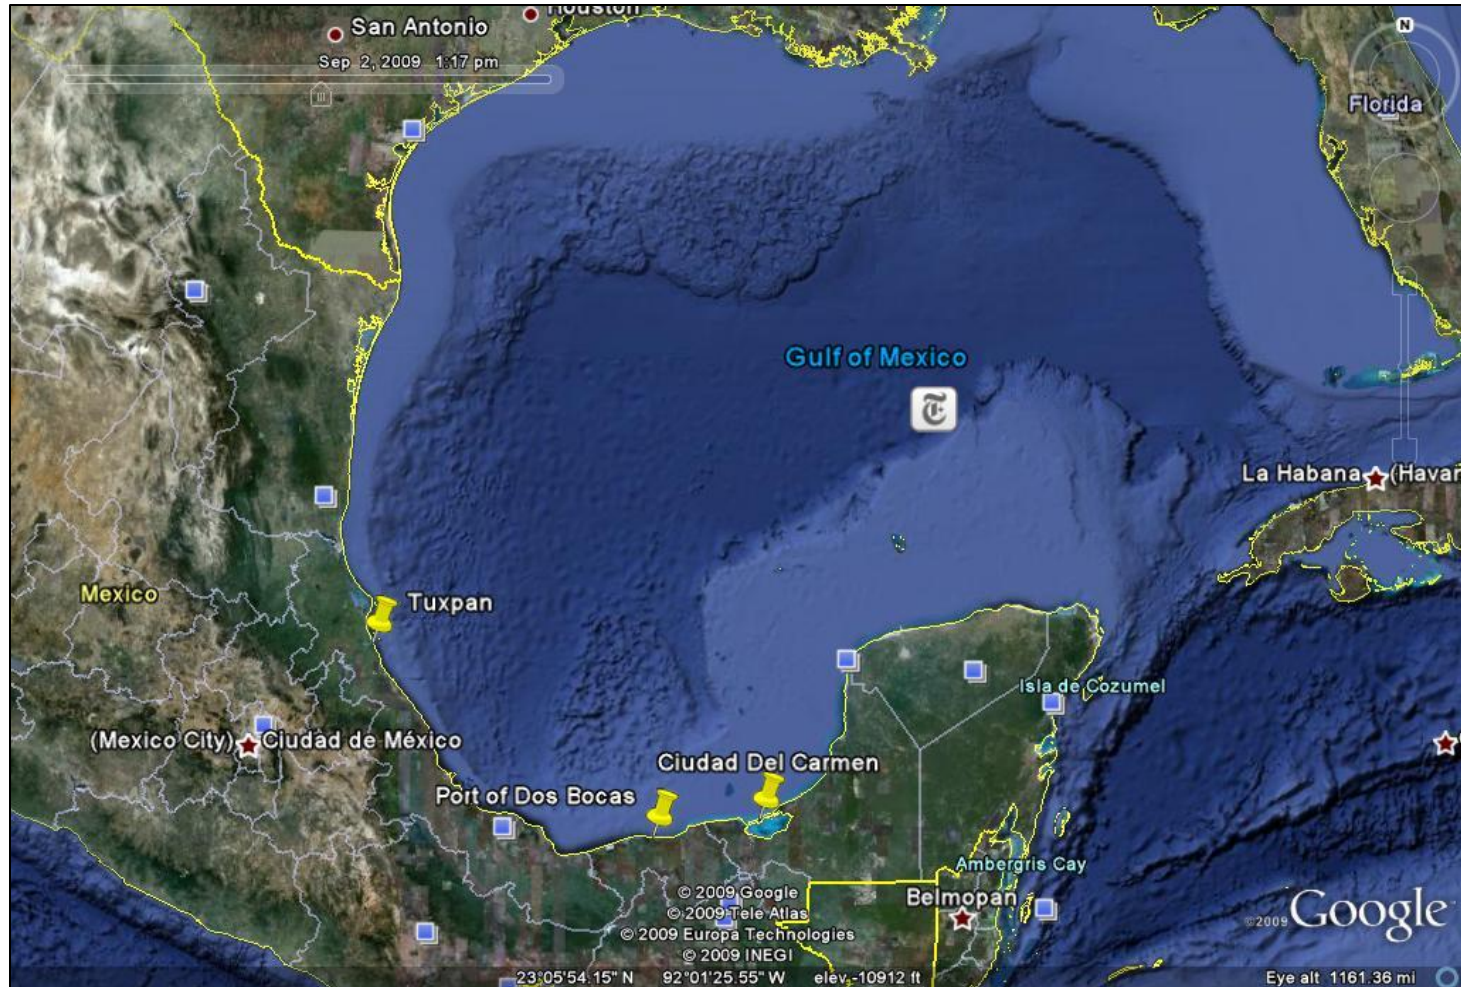 Houston
San Antonio
Sep 2, 2009 1:17 pm
N
Florida
Gulf of Mexico
La Habana
(Havañ
Tuxpan
Mexico
Isla de Cozumel
(Mexico City)
Ciudad de México
Ciudad Del Carmen
Port of Dos Bocas
Ambergris Cay
Belmopan
© 2009 Google
© 2009 Tele Atlas
© 2009 Europa Technologies
© 2009 INEGI
©2009 Google
23°05'54.15" N 92°01'25.55" W elev -10912 ft
Eye alt 1161.36 mi